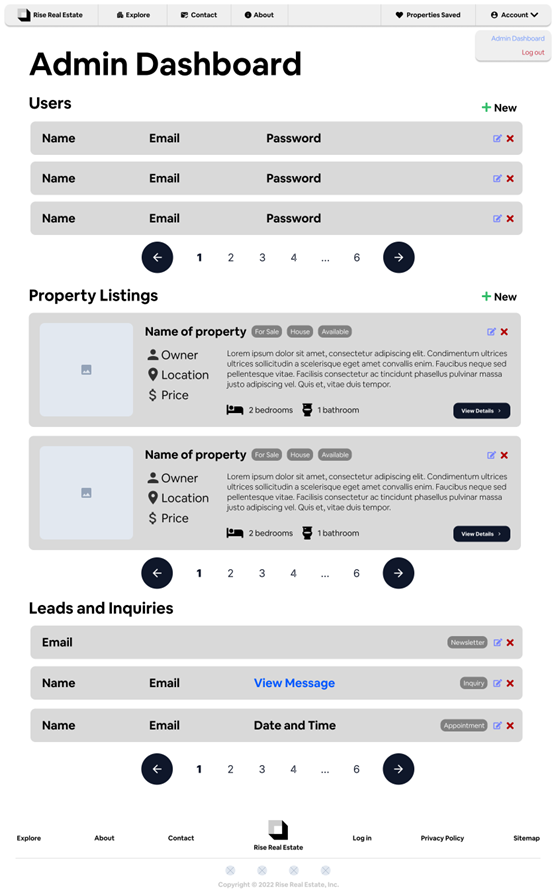 Rise Real Estate Explore Contact About Properties Saved Account
Admin Dashboard
Log out
Admin Dashboard
Users
New
Name Email Password
Name Email Password
Name Email Password
1 2 3 4 ... 6
Property Listings
New
Name of property For Sale House Available
Owner
Location
Price
Lorem ipsum dolor sit amet, consectetur adipiscing elit. Condimentum ultrices
ultrices sollicitudin a scelerisque eget amet convallis enim. Faucibus neque sed
pellentesque vitae. Facilisis consectetur ac tincidunt phasellus pulvinar massa
justo adipiscing vel. Quis et, vitae duis tempor.
2 bedrooms 1 bathroom View Details
Name of property For Sale House Available
Owner
Location
Price
Lorem ipsum dolor sit amet, consectetur adipiscing elit. Condimentum ultrices
ultrices sollicitudin a scelerisque eget amet convallis enim. Faucibus neque sed
pellentesque vitae. Facilisis consectetur ac tincidunt phasellus pulvinar massa
justo adipiscing vel. Quis et, vitae duis tempor.
2 bedrooms 1 bathroom View Details
1 2 3 4 ... 6
Leads and Inquiries
Email Newsletter
Name Email View Message Inquiry
Name Email Date and Time Appointment
1 2 3 4 ... 6
Explore About Contact Rise Real Estate Log in Privacy Policy Sitemap
Copyright © 2022 Rise Real Estate, Inc.